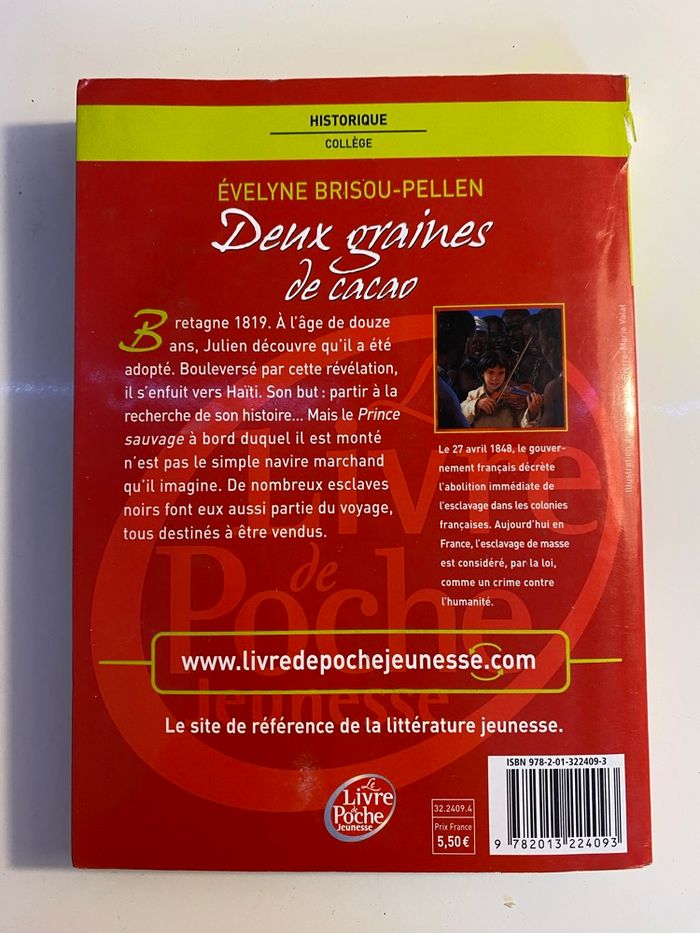 HISTORIQUE
COLLÈGE
ÉVELYNE BRISOU-PELLEN
Deux graines
de cacao
Bretagne 1819. À l'âge de douze
ans, Julien découvre qu'il a été
adopté. Bouleversé par cette révélation,
il s'enfuit vers Haïti. Son but : partir à la
recherche de son histoire... Mais le Prince
sauvage à bord duquel il est monté
n'est pas le simple navire marchand
qu'il imagine. De nombreux esclaves
noirs font eux aussi partie du voyage,
tous destinés à être vendus.
Le 27 avril 1848, le gouver-
nement français décrète
l'abolition immédiate de
l'esclavage dans les colonies
françaises. Aujourd'hui en
France, l'esclavage de masse
est considéré, par la loi,
comme un crime contre
l'humanité.
Le
Livre
de
Poche
Jeunesse
www.livredepochejeunesse.com
Le site de référence de la littérature jeunesse.
Le
Livre
de
Poche
Jeunesse
32.2409.4
Prix France
5,50 €
ISBN 978-2-01-322409-3
9 782013 224093